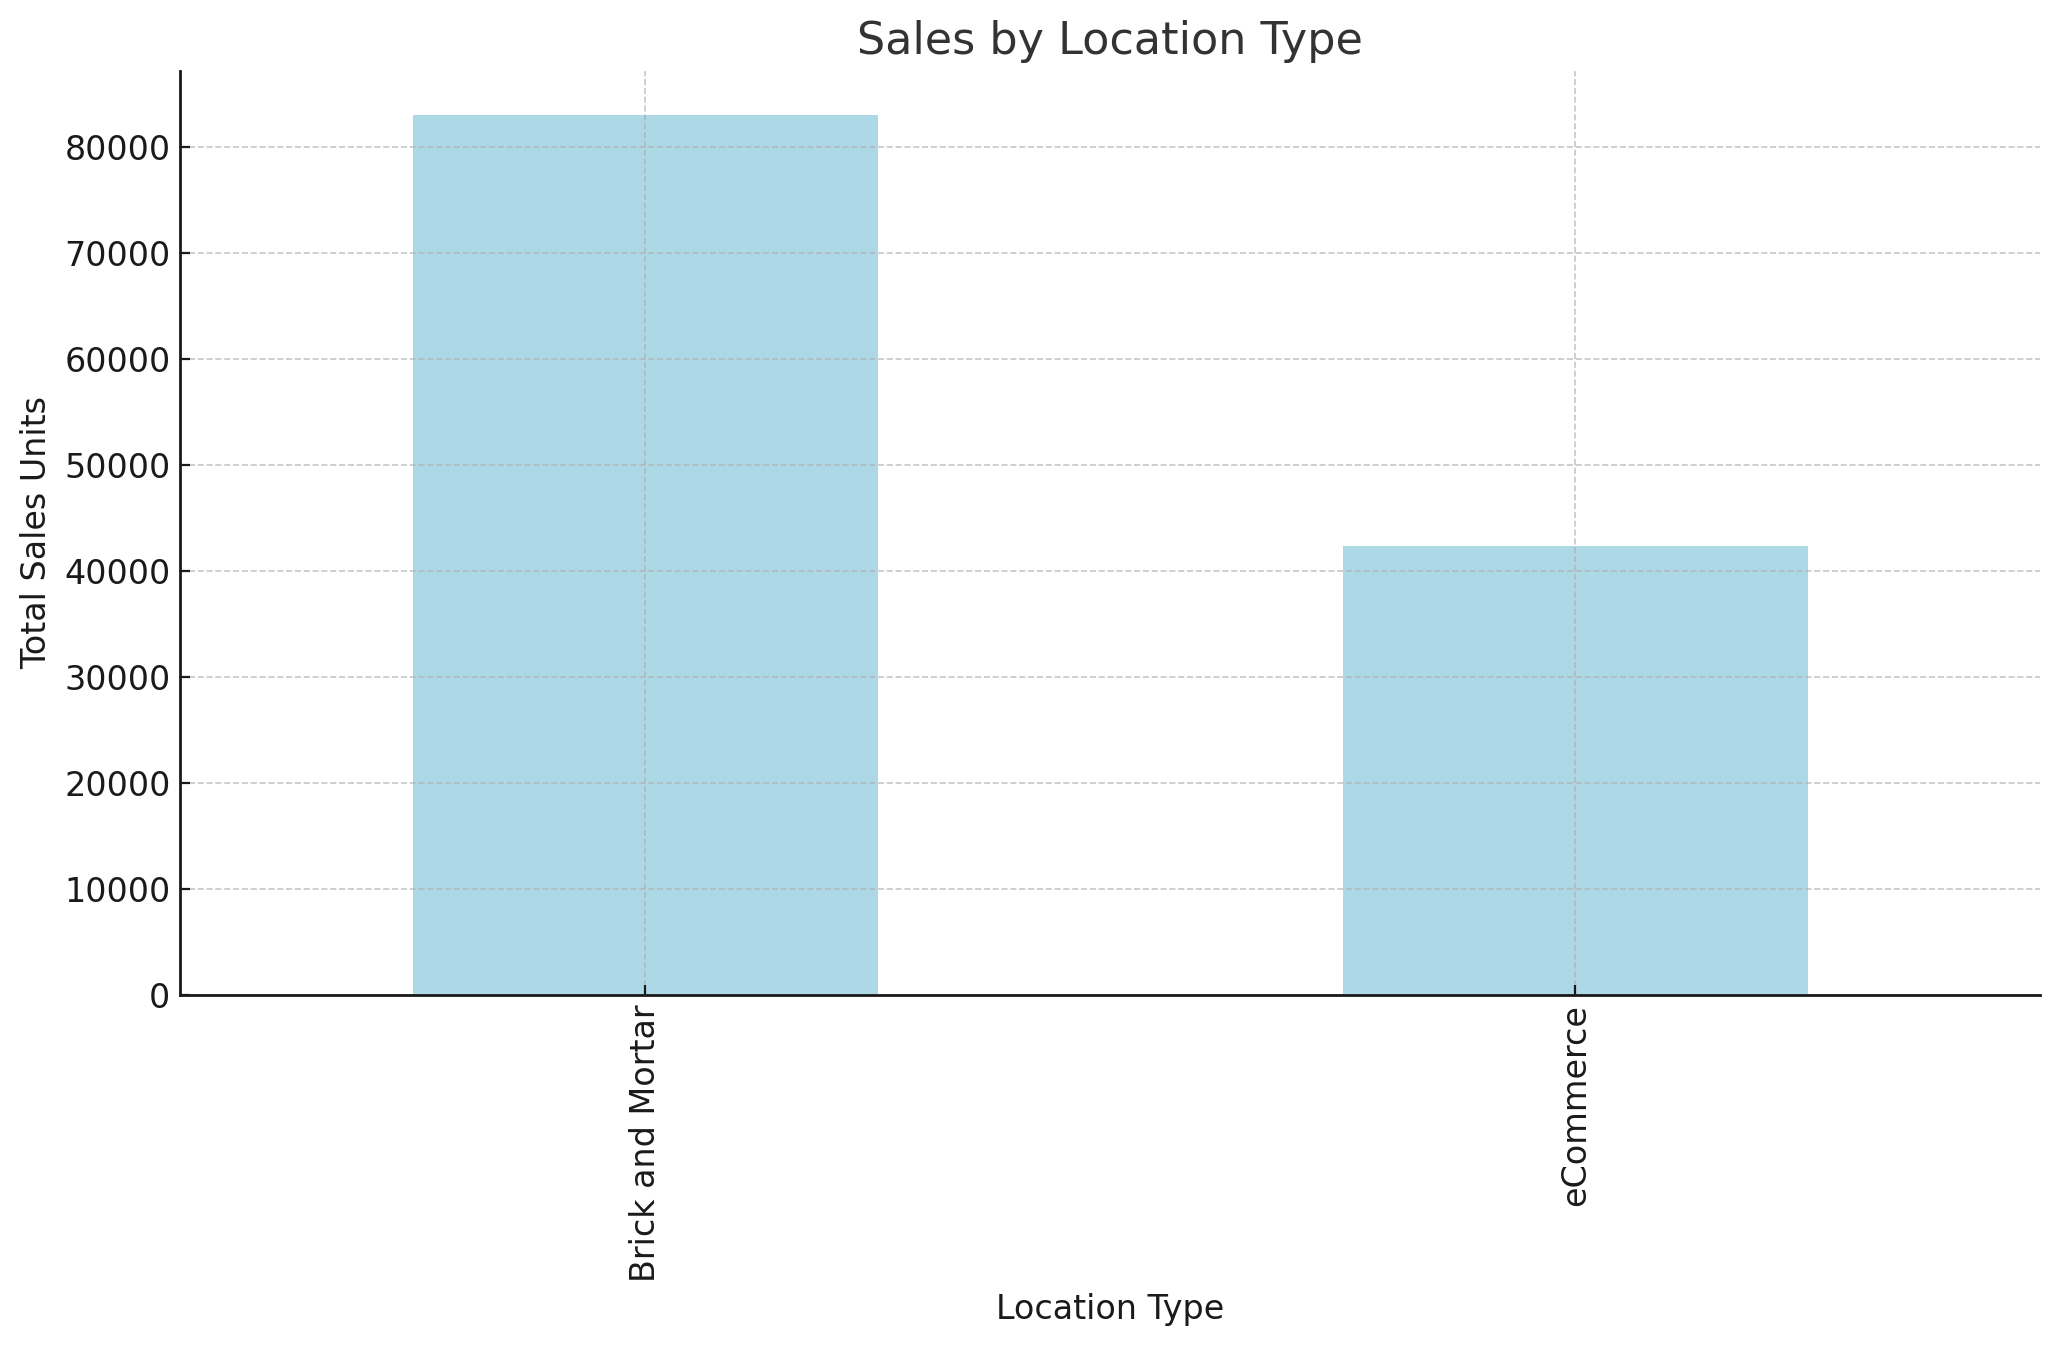 Sales by Location Type
Total Sales Units
80000
70000
60000
50000
40000
30000
20000
10000
0
Brick and Mortar
eCommerce
Location Type